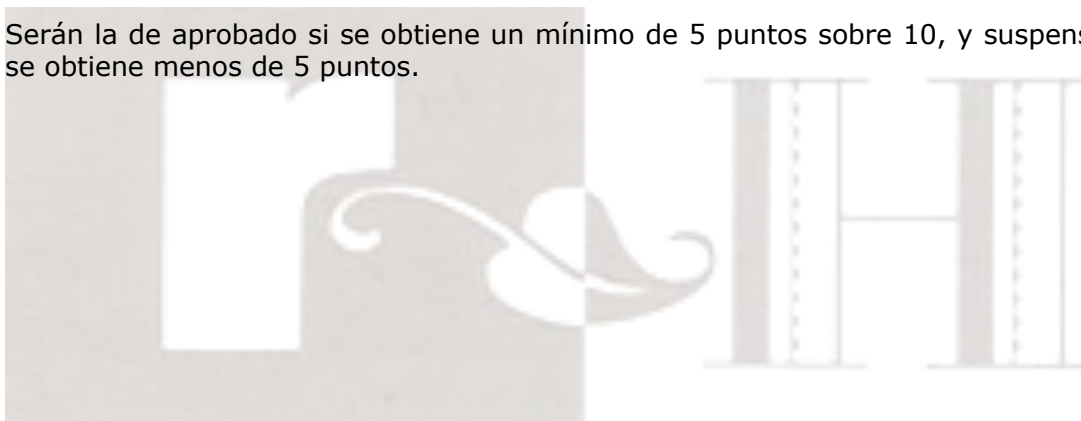 Serán la de aprobado si se obtiene un mínimo de 5 puntos sobre 10, y
se obtiene menos de 5 puntos.
r H